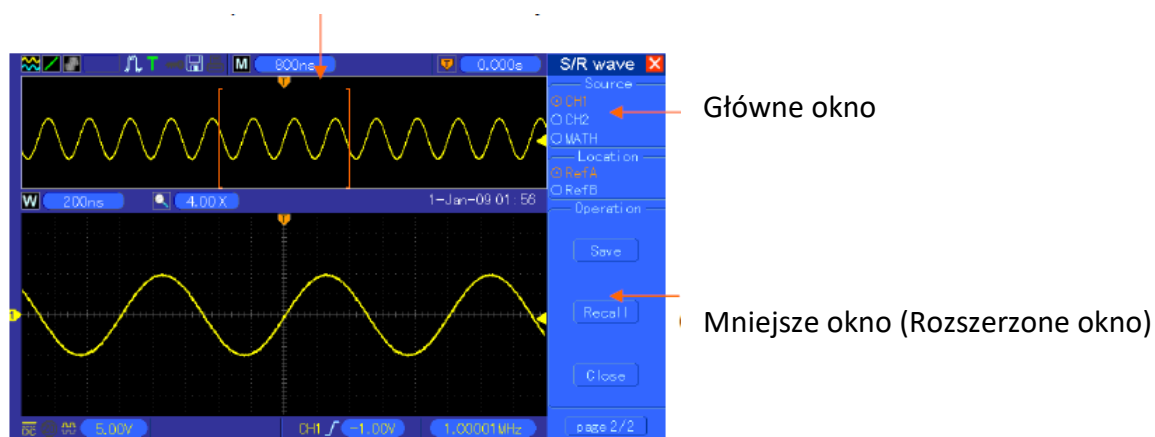 M 800ns 0.000s S/R wave
Source
CH1
CH2
MATH
Główne okno
Location
RefA
RefB
W 200ns 4.00X 1-Jan-09 01:56
Operation
Save
Recall
Mniejsze okno (Rozszerzone okno)
Close
5.00V CH1 -1.00V 1.00001MHz page 2/2